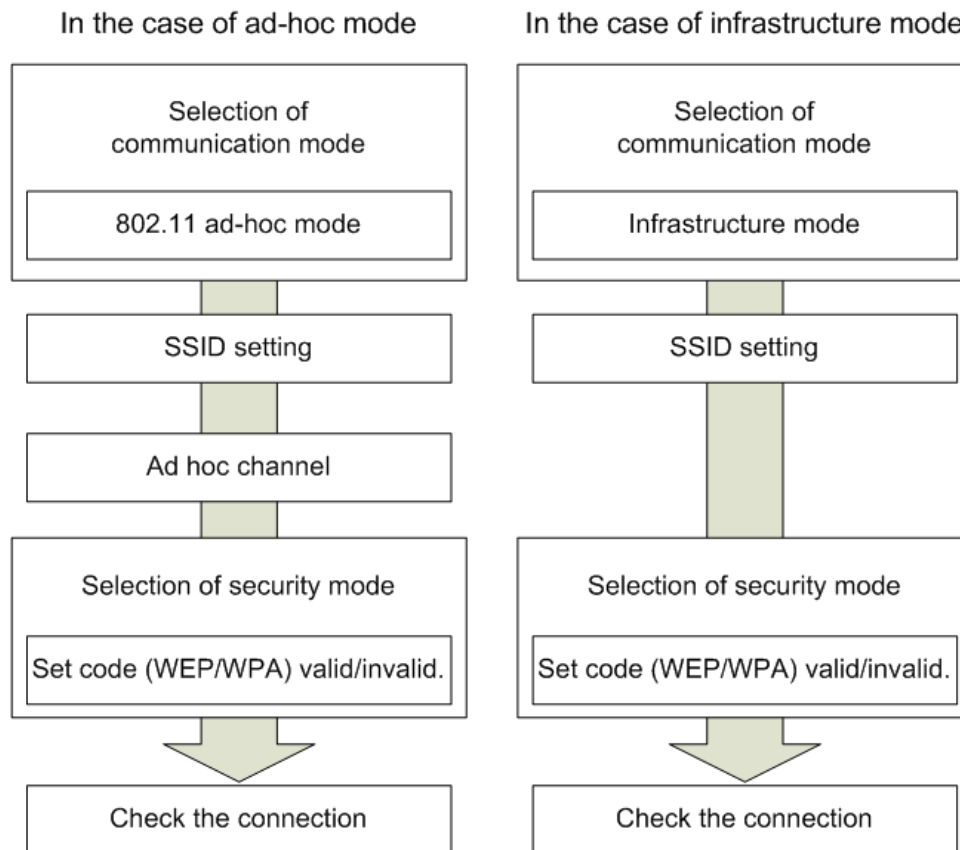 In the case of ad-hoc mode
Selection of
communication mode
802.11 ad-hoc mode
SSID setting
Ad hoc channel
Selection of security mode
Set code (WEP/WPA) valid/invalid.
Check the connection
In the case of infrastructure mode
Selection of
communication mode
Infrastructure mode
SSID setting
Selection of security mode
Set code (WEP/WPA) valid/invalid.
Check the connection